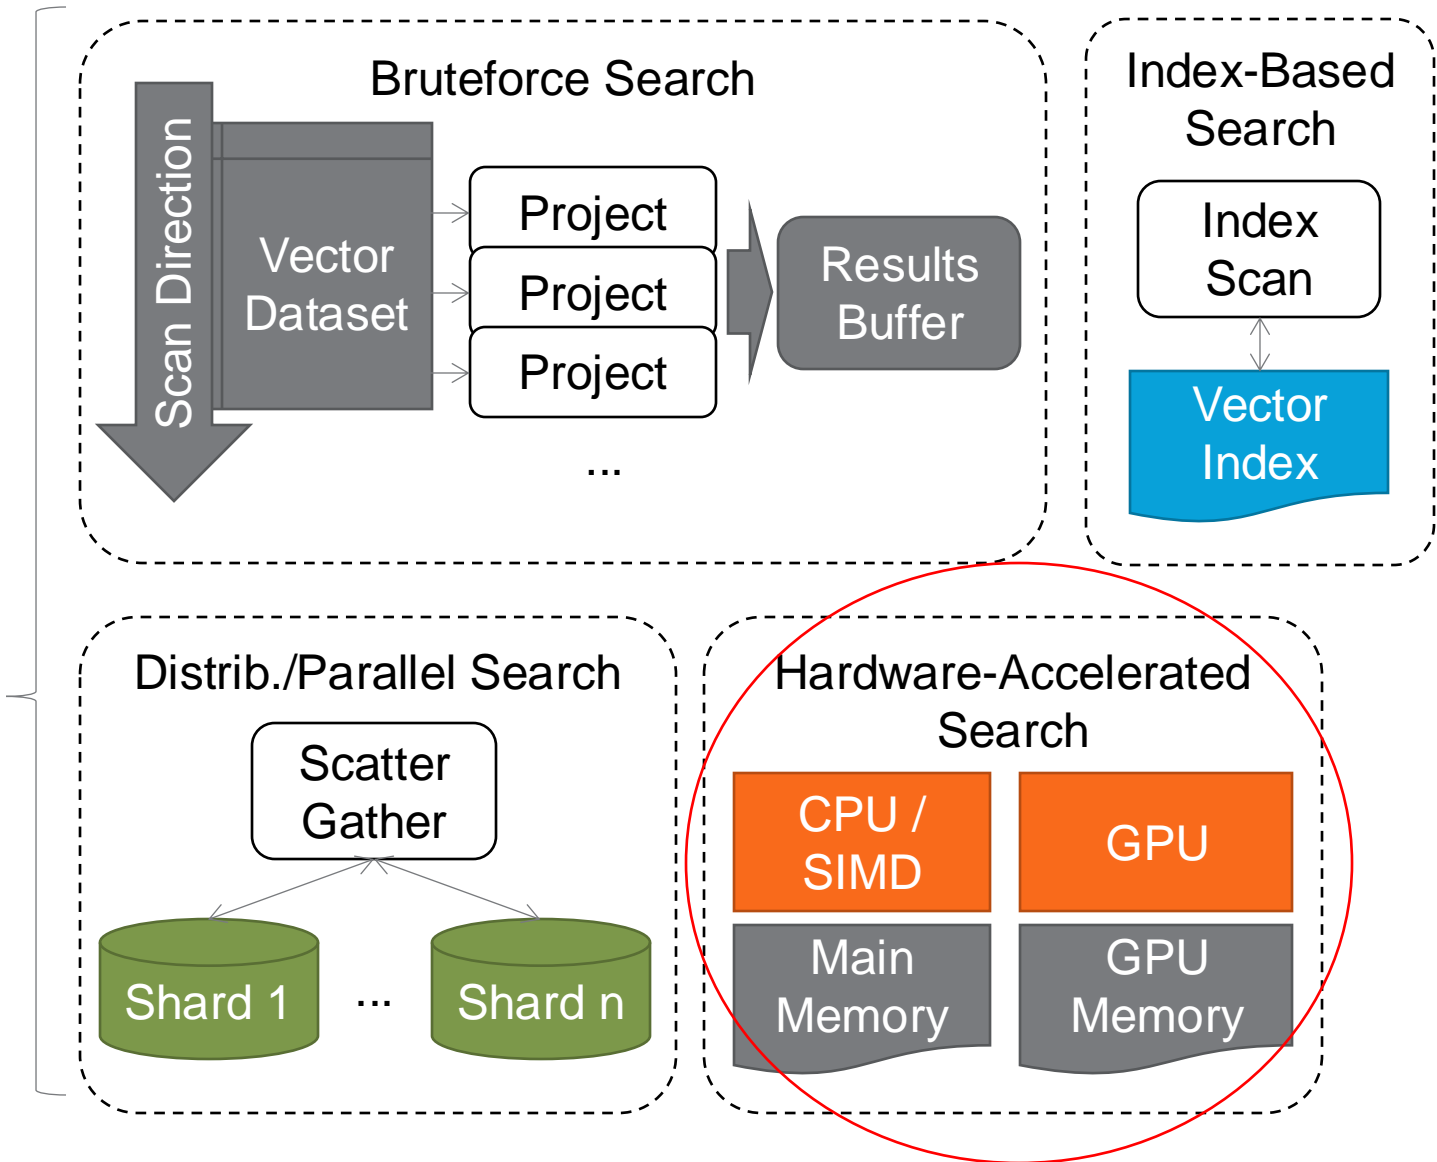 Bruteforce Search
Scan Direction
Vector
Dataset
Project
Project
Project
...
Results
Buffer
Index-Based
Search
Index
Scan
Vector
Index
Distrib./Parallel Search
Scatter
Gather
Shard 1
...
Shard n
Hardware-Accelerated
Search
CPU /
SIMD
GPU
Main
Memory
GPU
Memory